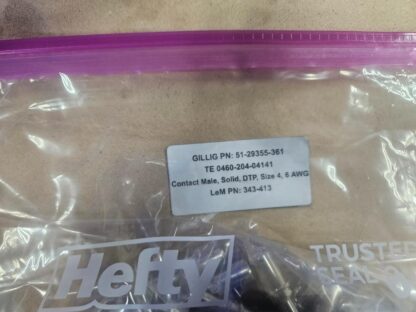 GILLIG PN: 51-29355-361
TE 0460-204-04141
Contact Male, Solid, DTP, Size 4, 6 AWG
LeM PN: 343-413
Hefty
TRUSTED
SEAL